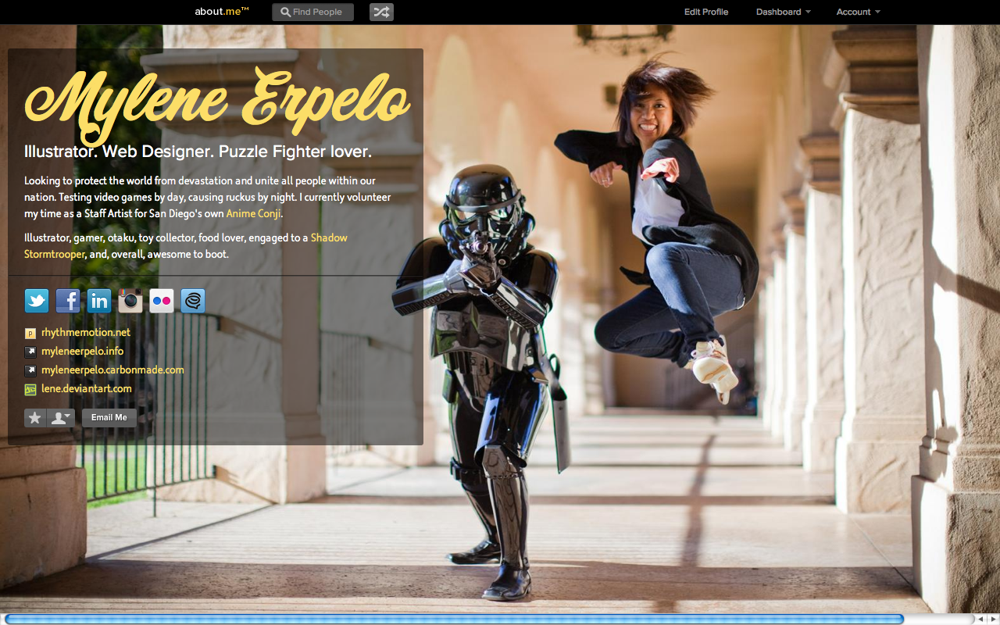 about.me™ Find People Edit Profile Dashboard Account
Mylene Erpelo
Illustrator. Web Designer. Puzzle Fighter lover.
Looking to protect the world from devastation and unite all people within our
nation. Testing video games by day, causing ruckus by night. I currently volunteer
my time as a Staff Artist for San Diego's own Anime Conji.
Illustrator, gamer, otaku, toy collector, food lover, engaged to a Shadow
Stormtrooper, and, overall, awesome to boot.
rhythmemotion.net
myleneerpelo.info
myleneerpelo.carbonmade.com
lene.deviantart.com
Email Me